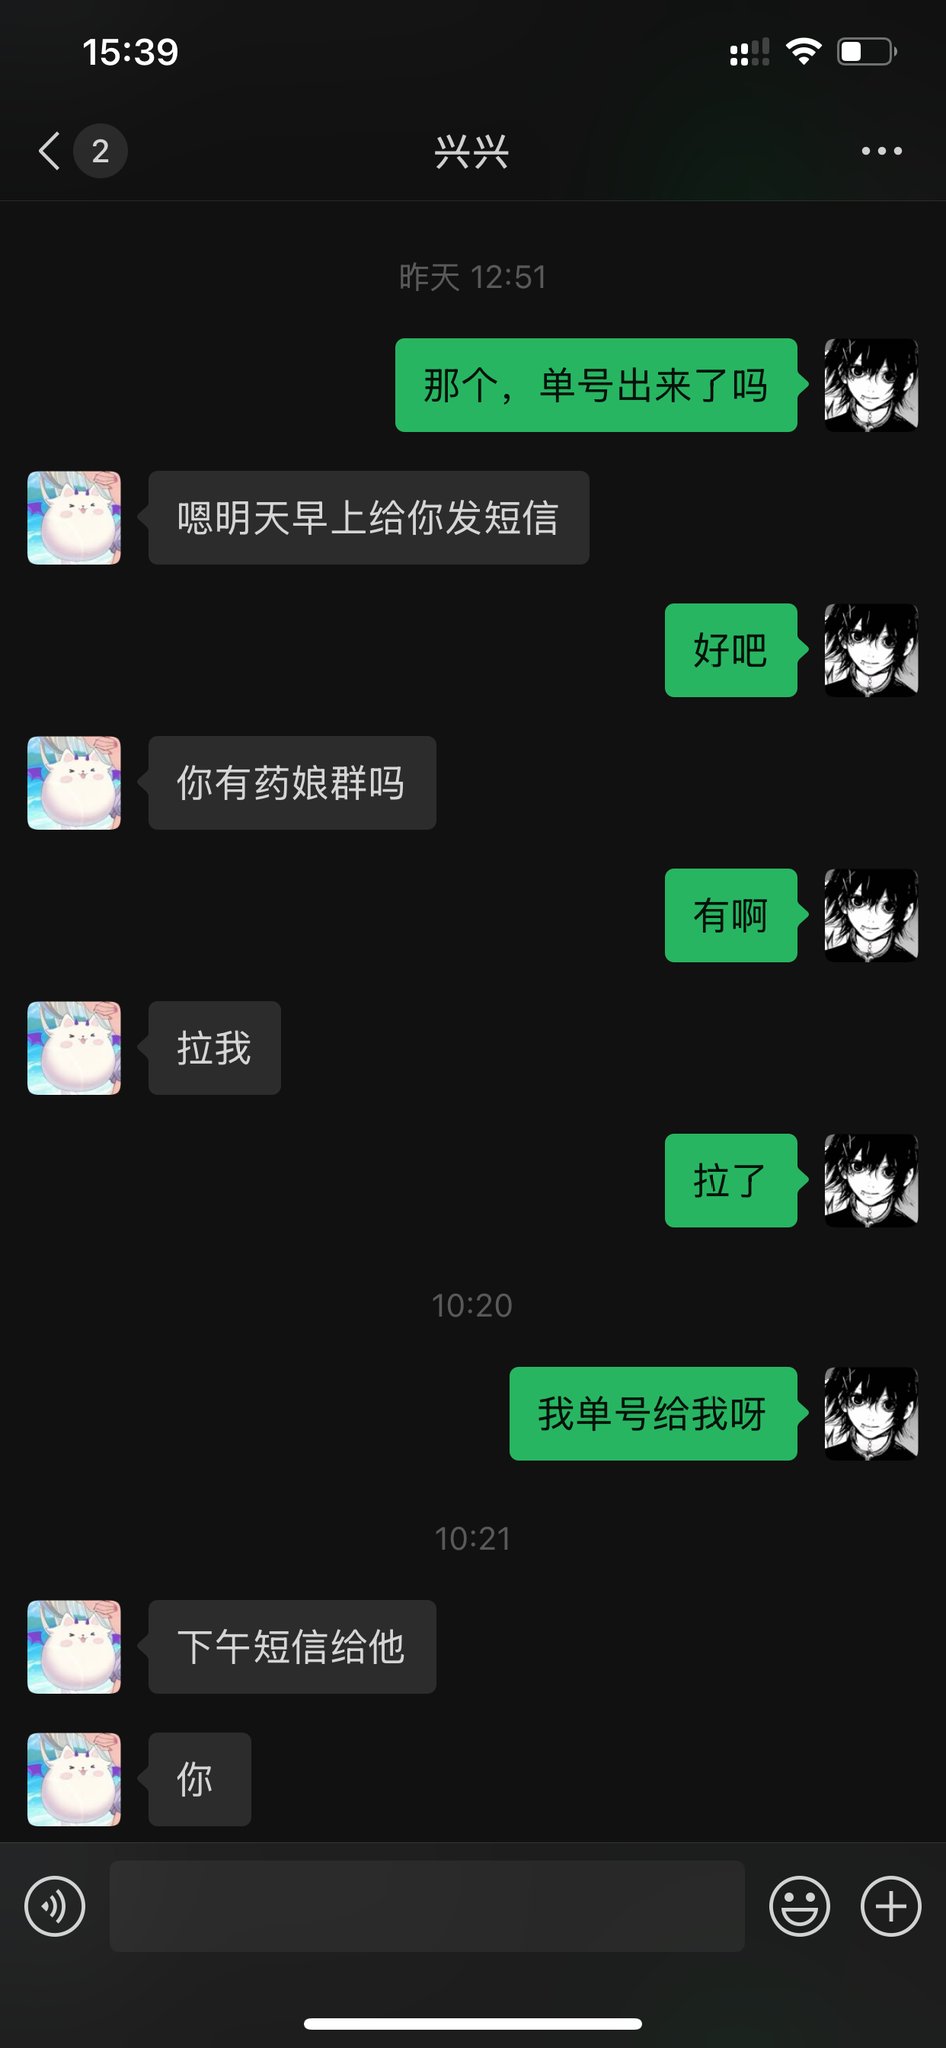 15:39
2
兴兴
昨天 12:51
那个，单号出来了吗
嗯明天早上给你发短信
好吧
你有药娘群吗
有啊
拉我
拉了
10:20
我单号给我呀
10:21
下午短信给他
你